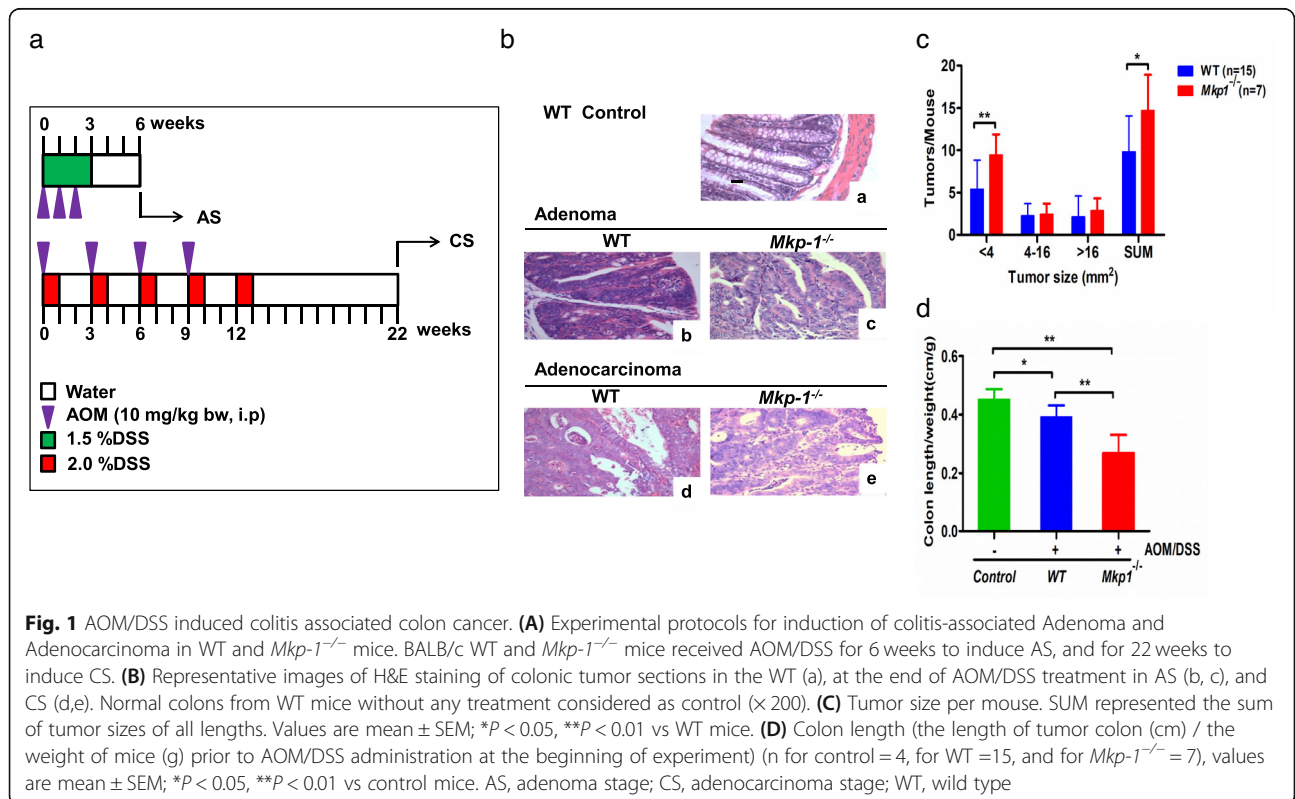 a
0 3 6 weeks
AS
CS
0 3 6 9 12 22 weeks
Water
AOM (10 mg/kg bw, i.p)
1.5 %DSS
2.0 %DSS
b
WT Control
a
Adenoma
WT Mkp-1-/-
b c
Adenocarcinoma
WT Mkp-1-/-
d e
c
WT (n=15)
Mkp1-/- (n=7)
Tumors/Mouse
20
15
10
5
0
** *
<4 4-16 >16 SUM
Tumor size (mm²)
d
Colon length/weight(cm/g)
0.6
0.4
0.2
0.0
**
* **
- + + AOM/DSS
Control WT Mkp1-/-
Fig. 1 AOM/DSS induced colitis associated colon cancer. (A) Experimental protocols for induction of colitis-associated Adenoma and
Adenocarcinoma in WT and Mkp-1−/− mice. BALB/c WT and Mkp-1−/− mice received AOM/DSS for 6 weeks to induce AS, and for 22 weeks to
induce CS. (B) Representative images of H&E staining of colonic tumor sections in the WT (a), at the end of AOM/DSS treatment in AS (b, c), and
CS (d,e). Normal colons from WT mice without any treatment considered as control (× 200). (C) Tumor size per mouse. SUM represented the sum
of tumor sizes of all lengths. Values are mean ± SEM; *P < 0.05, **P < 0.01 vs WT mice. (D) Colon length (the length of tumor colon (cm) / the
weight of mice (g) prior to AOM/DSS administration at the beginning of experiment) (n for control = 4, for WT =15, and for Mkp-1−/− = 7), values
are mean ± SEM; *P < 0.05, **P < 0.01 vs control mice. AS, adenoma stage; CS, adenocarcinoma stage; WT, wild type